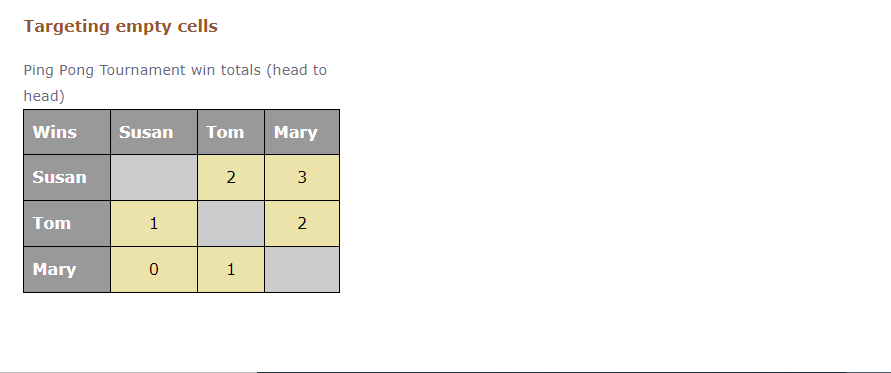 Targeting empty cells
Ping Pong Tournament win totals (head to
head)
Wins Susan Tom Mary
Susan 2 3
Tom 1 2
Mary 0 1